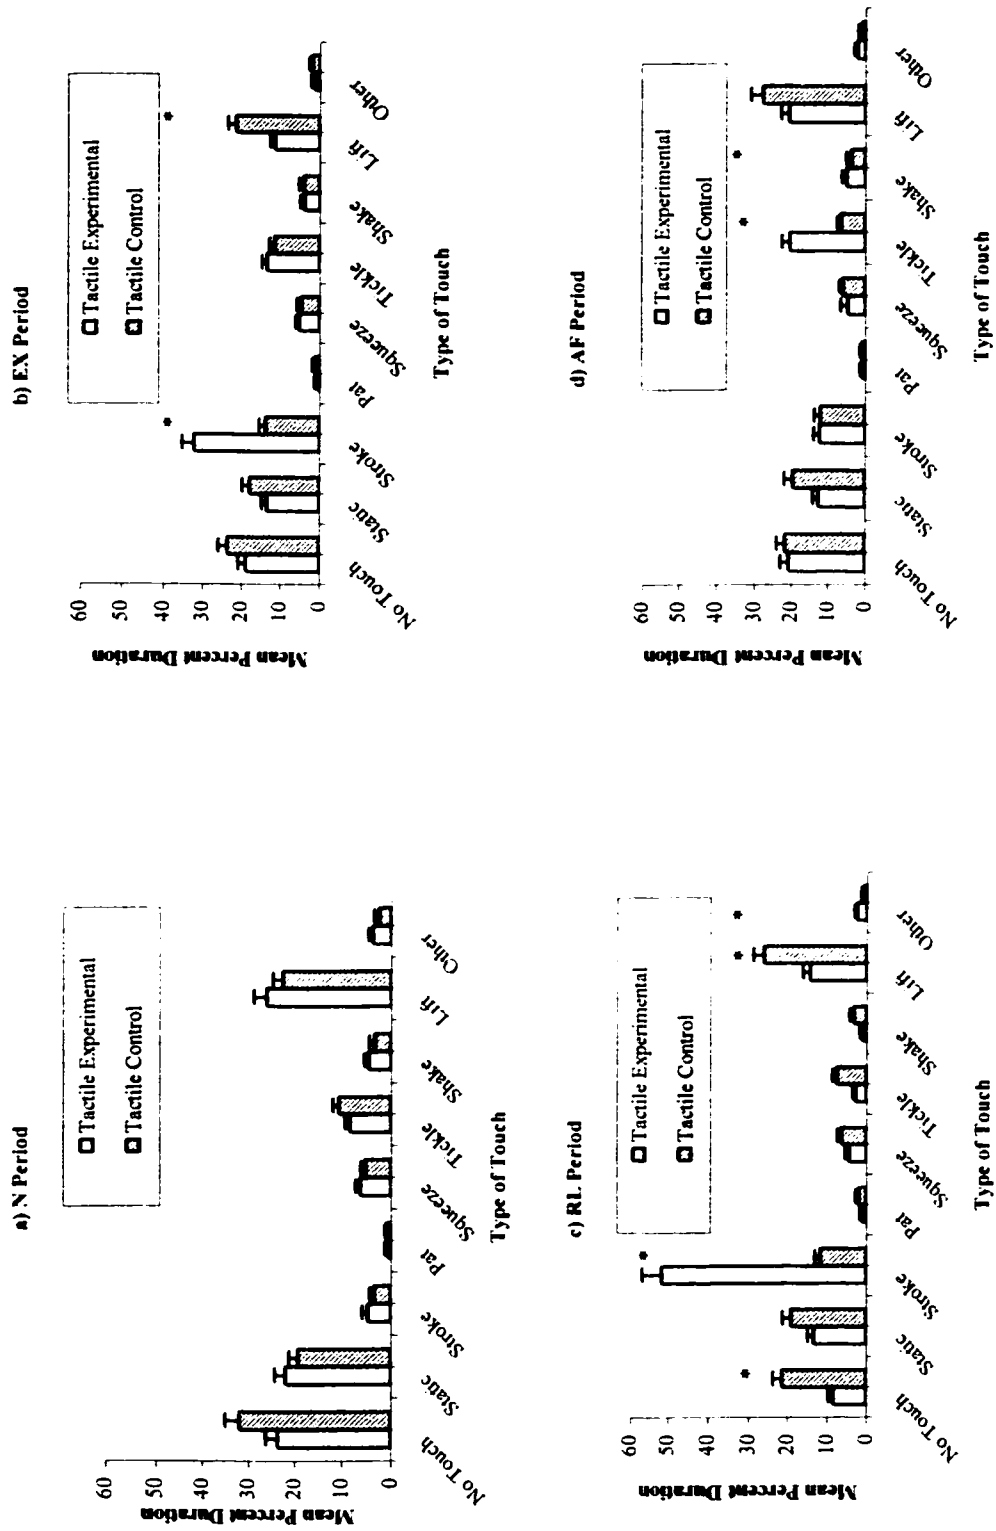 a) N Period
Tactile Experimental
Tactile Control
Mean Percent Duration
60
50
40
30
20
10
0
No Touch
Static
Stroke
Pat
Squeeze
Tickle
Shake
Lift
Other
Type of Touch
b) EX Period
Tactile Experimental
Tactile Control
Mean Percent Duration
60
50
40
30
20
10
0
*
*
No Touch
Static
Stroke
Pat
Squeeze
Tickle
Shake
Lift
Other
Type of Touch
c) RL Period
Tactile Experimental
Tactile Control
Mean Percent Duration
60
50
40
30
20
10
0
*
*
*
*
No Touch
Static
Stroke
Pat
Squeeze
Tickle
Shake
Lift
Other
Type of Touch
d) AF Period
Tactile Experimental
Tactile Control
Mean Percent Duration
60
50
40
30
20
10
0
*
*
No Touch
Static
Stroke
Pat
Squeeze
Tickle
Shake
Lift
Other
Type of Touch